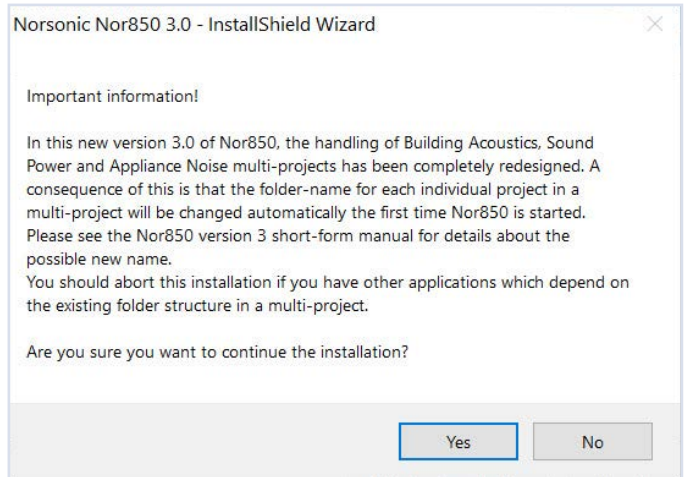 Norsonic Nor850 3.0 - InstallShield Wizard
Important information!
In this new version 3.0 of Nor850, the handling of Building Acoustics, Sound
Power and Appliance Noise multi-projects has been completely redesigned. A
consequence of this is that the folder-name for each individual project in a
multi-project will be changed automatically the first time Nor850 is started.
Please see the Nor850 version 3 short-form manual for details about the
possible new name.
You should abort this installation if you have other applications which depend on
the existing folder structure in a multi-project.
Are you sure you want to continue the installation?
Yes
No